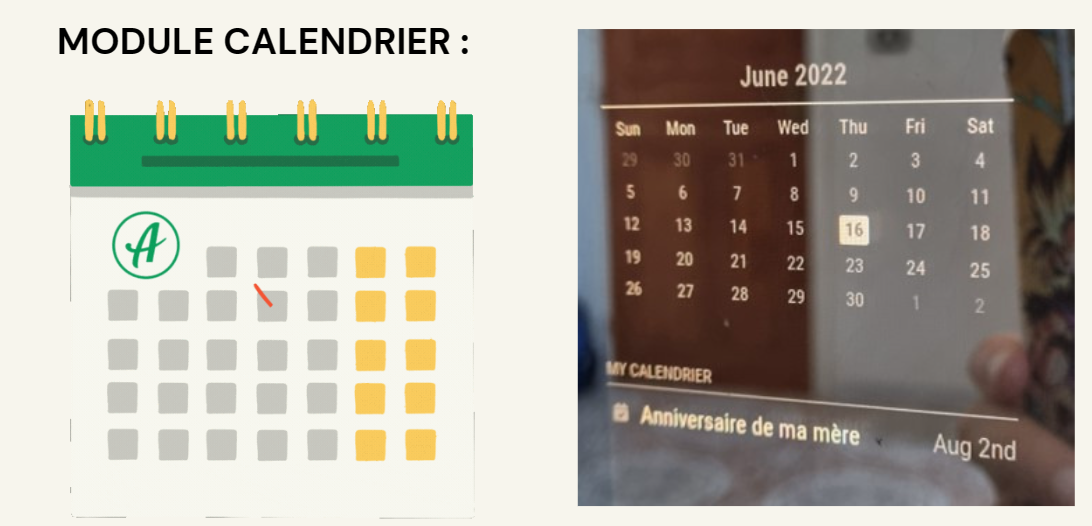 MODULE CALENDRIER :
A
June 2022
Sun Mon Tue Wed Thu Fri Sat
29 30 31 1 2 3 4
5 6 7 8 9 10 11
12 13 14 15 16 17 18
19 20 21 22 23 24 25
26 27 28 29 30 1 2
MY CALENDRIER
Anniversaire de ma mère Aug 2nd